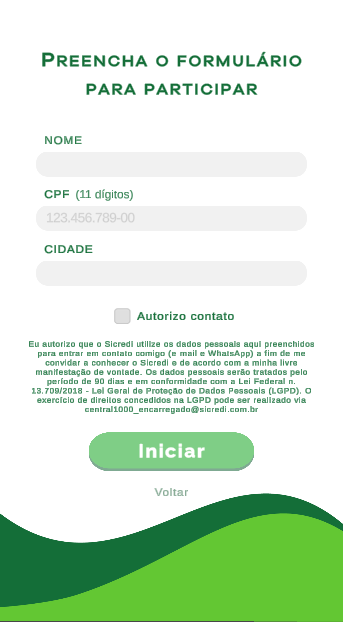 PREENCHA O FORMULÁRIO
PARA PARTICIPAR
NOME
CPF (11 dígitos)
123.456.789-00
CIDADE
Autorizo contato
Eu autorizo que o Sicredi utilize os dados pessoais aqui preenchidos
para entrar em contato comigo (e mail e WhatsApp) a fim de me
convidar a conhecer o Sicredi e de acordo com a minha livre
manifestação de vontade. Os dados pessoais serão tratados pelo
período de 90 dias e em conformidade com a Lei Federal n.
13.709/2018 - Lei Geral de Proteção de Dados Pessoais (LGPD). O
exercício de direitos concedidos na LGPD pode ser realizado via
central1000_encarregado@sicredi.com.br
Iniciar
Voltar